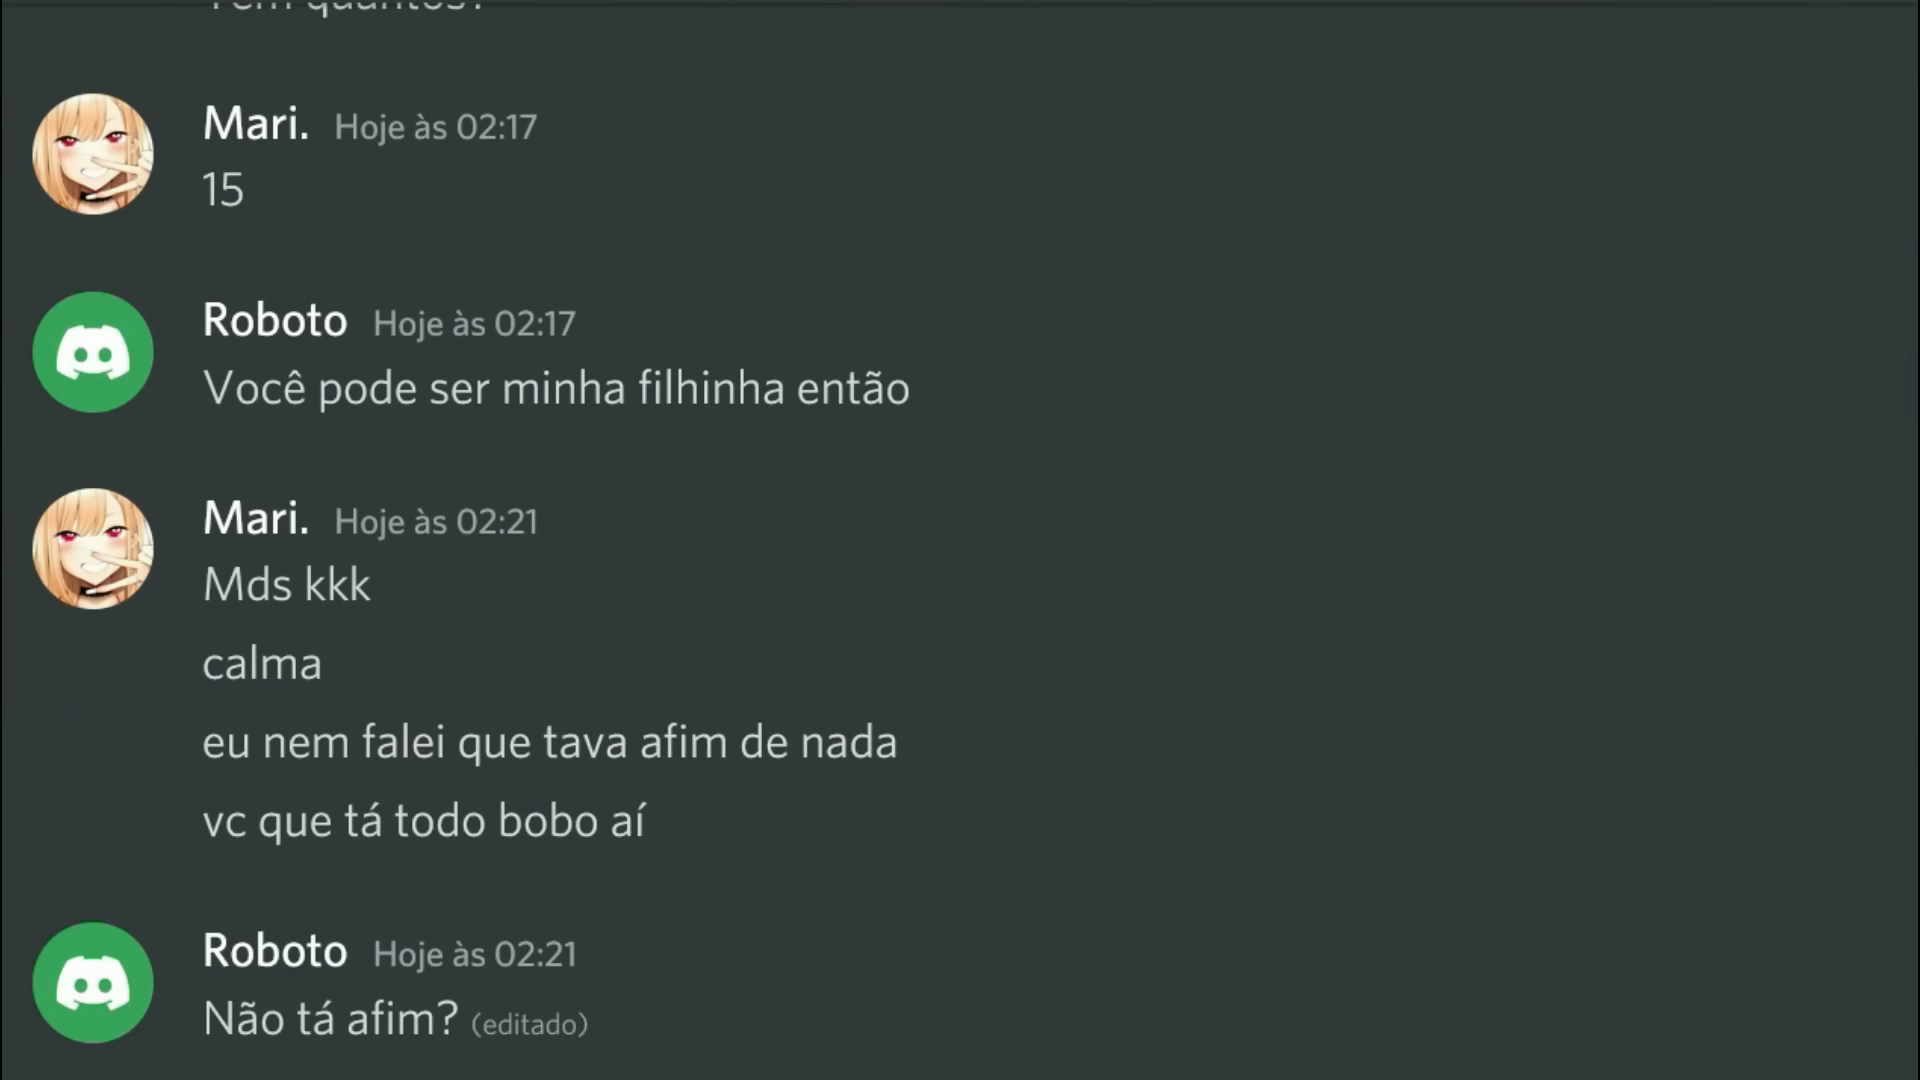 Tem quantos?
Mari. Hoje às 02:17
15
Roboto Hoje às 02:17
Você pode ser minha filhinha então
Mari. Hoje às 02:21
Mds kkk
calma
eu nem falei que tava afim de nada
vc que tá todo bobo aí
Roboto Hoje às 02:21
Não tá afim? (editado)